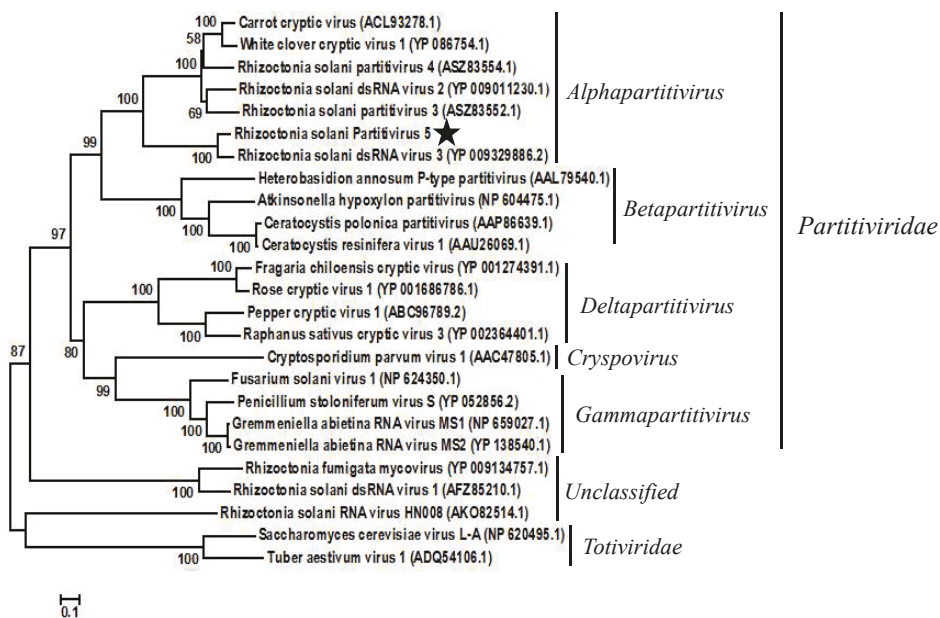 100 Carrot cryptic virus (ACL93278.1)
58
White clover cryptic virus 1 (YP 086754.1)
100 Rhizoctonia solani partitivirus 4 (ASZ83554.1)
Rhizoctonia solani dsRNA virus 2 (YP 009011230.1)
Alphapartitivirus
100
69 Rhizoctonia solani partitivirus 3 (ASZ83552.1)
Rhizoctonia solani Partitivirus 5
99
100 Rhizoctonia solani dsRNA virus 3 (YP 009329886.2)
Heterobasidion annosum P-type partitivirus (AAL79540.1)
100 Atkinsonella hypoxylon partitivirus (NP 604475.1)
Betapartitivirus
100 Ceratocystis polonica partitivirus (AAP86639.1)
Partitiviridae
97
100 Ceratocystis resinifera virus 1 (AAU26069.1)
100 Fragaria chiloensis cryptic virus (YP 001274391.1)
100 Rose cryptic virus 1 (YP 001686786.1)
Deltapartitivirus
Pepper cryptic virus 1 (ABC96789.2)
100 Raphanus sativus cryptic virus 3 (YP 002364401.1)
87
80
Cryptosporidium parvum virus 1 (AAC47805.1)
Cryspovirus
99
Fusarium solani virus 1 (NP 624350.1)
Penicillium stoloniferum virus S (YP 052856.2)
100
Gammapartitivirus
Gremmeniella abietina RNA virus MS1 (NP 659027.1)
100
100 Gremmeniella abietina RNA virus MS2 (YP 138540.1)
Rhizoctonia fumigata mycovirus (YP 009134757.1)
100 Rhizoctonia solani dsRNA virus 1 (AFZ85210.1)
Unclassified
Rhizoctonia solani RNA virus HN008 (AKO82514.1)
Saccharomyces cerevisiae virus L-A (NP 620495.1)
Totiviridae
100 Tuber aestivum virus 1 (ADQ54106.1)
0.1